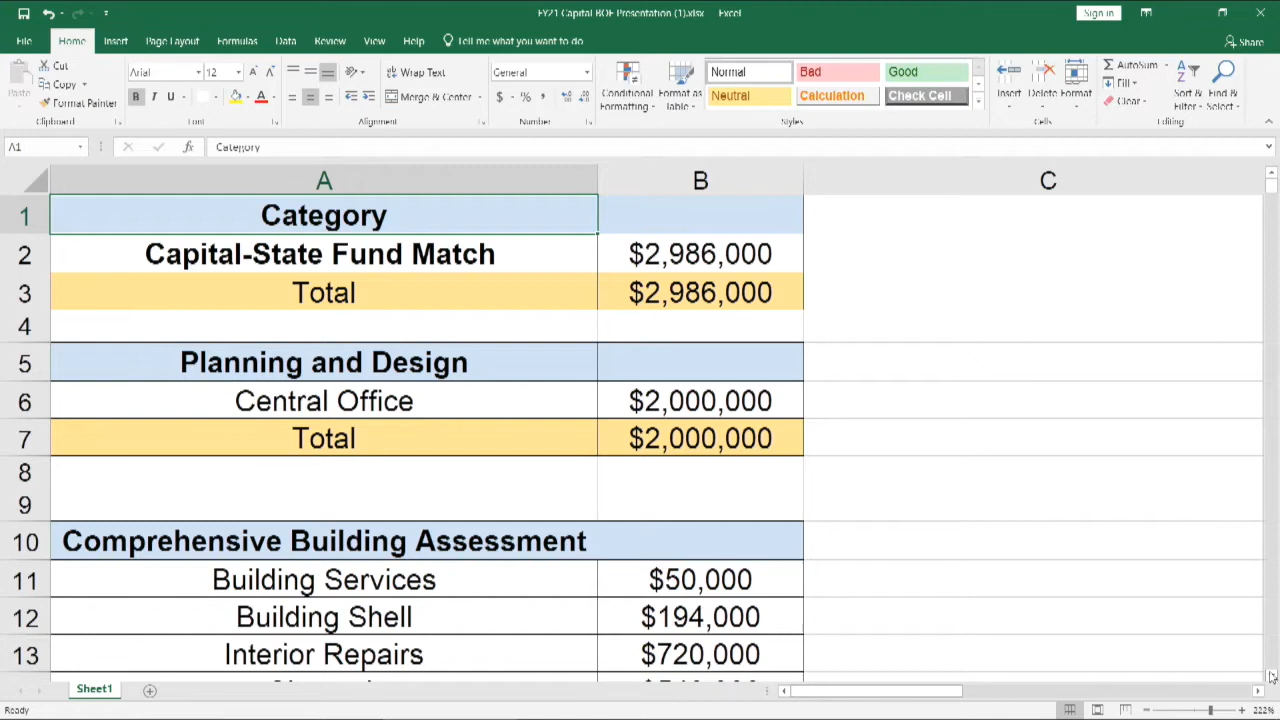 FY21 Capital BOF Presentation (1).xlsx - Excel
Sign in
File Home Insert Page Layout Formulas Data Review View Help Tell me what you want to do Share
Paste Cut Copy Format Painter
Clipboard
Arial 12
B I U
Font
Wrap Text
Merge & Center
Alignment
General
$ % ,
Number
Conditional Formatting
Format as Table
Normal Bad Good
Neutral Calculation Check Cell
Styles
Insert Delete Format
Cells
AutoSum
Fill
Clear
Sort & Filter
Find & Select
Editing
A1 fx Category
A B C
1 Category
2 Capital-State Fund Match $2,986,000
3 Total $2,986,000
4
5 Planning and Design
6 Central Office $2,000,000
7 Total $2,000,000
8
9
10 Comprehensive Building Assessment
11 Building Services $50,000
12 Building Shell $194,000
13 Interior Repairs $720,000
Sheet1
Ready 222%